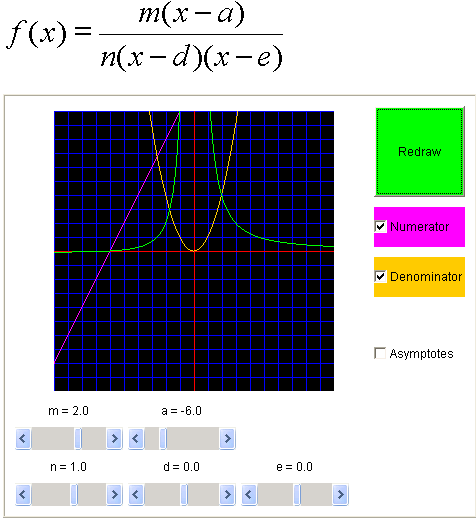 f(x) = m(x − a) / n(x − d)(x − e)
Redraw
Numerator
Denominator
Asymptotes
m = 2.0 a = -6.0
n = 1.0 d = 0.0 e = 0.0